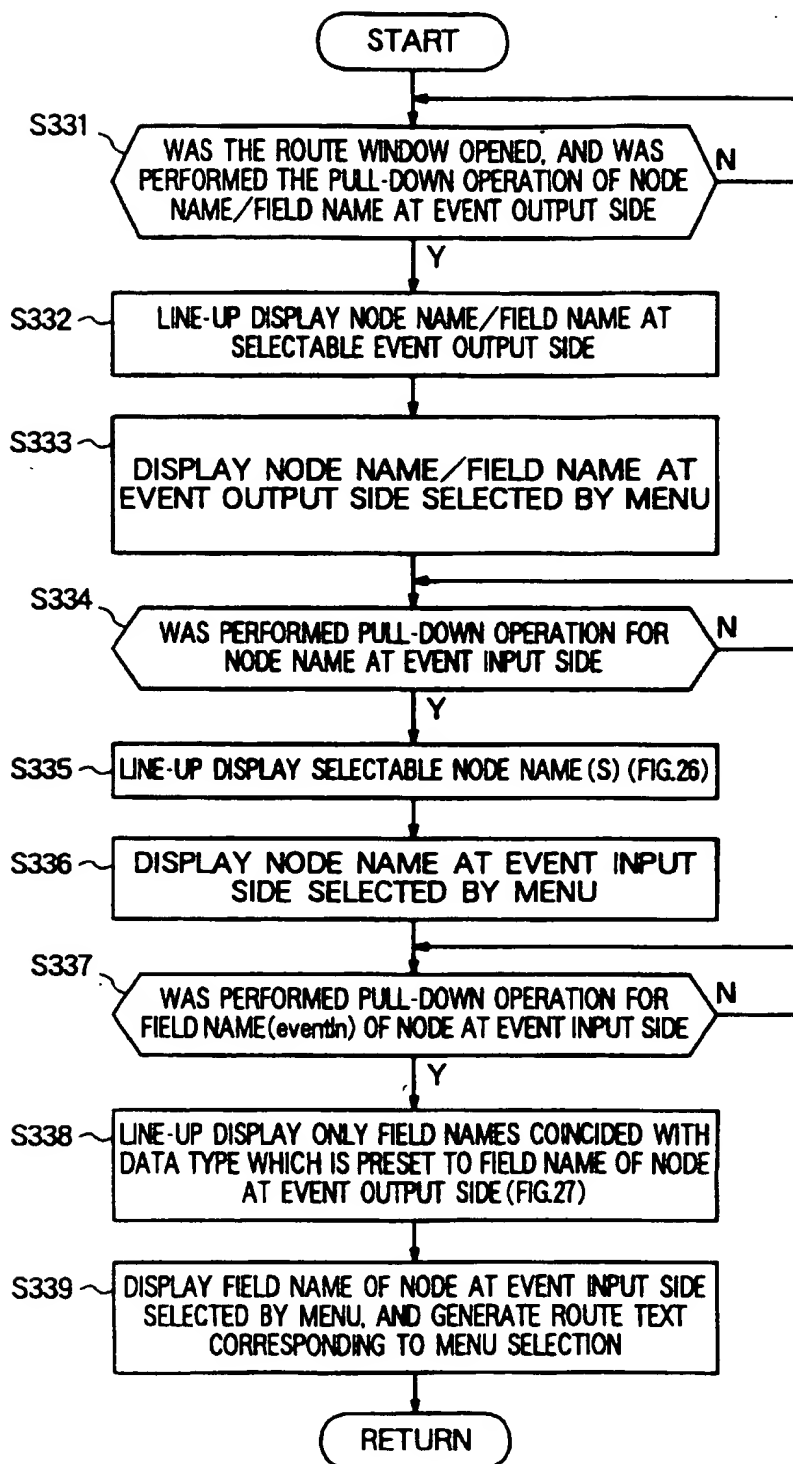 START
S331
WAS THE ROUTE WINDOW OPENED, AND WAS
PERFORMED THE PULL-DOWN OPERATION OF NODE
NAME/FIELD NAME AT EVENT OUTPUT SIDE
N
Y
S332
LINE-UP DISPLAY NODE NAME/FIELD NAME AT
SELECTABLE EVENT OUTPUT SIDE
S333
DISPLAY NODE NAME/FIELD NAME AT
EVENT OUTPUT SIDE SELECTED BY MENU
S334
WAS PERFORMED PULL-DOWN OPERATION FOR
NODE NAME AT EVENT INPUT SIDE
N
Y
S335
LINE-UP DISPLAY SELECTABLE NODE NAME(S) (FIG.26)
S336
DISPLAY NODE NAME AT EVENT INPUT
SIDE SELECTED BY MENU
S337
WAS PERFORMED PULL-DOWN OPERATION FOR
FIELD NAME(eventIn) OF NODE AT EVENT INPUT SIDE
N
Y
S338
LINE-UP DISPLAY ONLY FIELD NAMES COINCIDED WITH
DATA TYPE WHICH IS PRESET TO FIELD NAME OF NODE
AT EVENT OUTPUT SIDE (FIG.27)
S339
DISPLAY FIELD NAME OF NODE AT EVENT INPUT SIDE
SELECTED BY MENU, AND GENERATE ROUTE TEXT
CORRESPONDING TO MENU SELECTION
RETURN